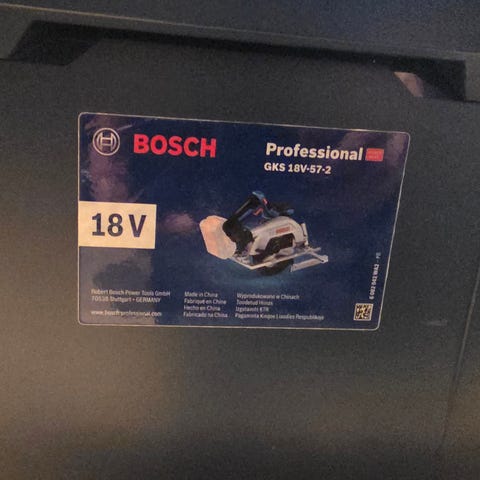 BOSCH
Professional
GKS 18V-57-2
18 V
Robert Bosch Power Tools GmbH
70538 Stuttgart • GERMANY
www.bosch-professional.com
Made in China
Fabriqué en Chine
Hecho en China
Fabricado na China
Wyprodukowano w Chinach
Toodetud Hiinas
Izgatavots ĶTR
Pagaminta Kinijos Liaudies Respublikoje